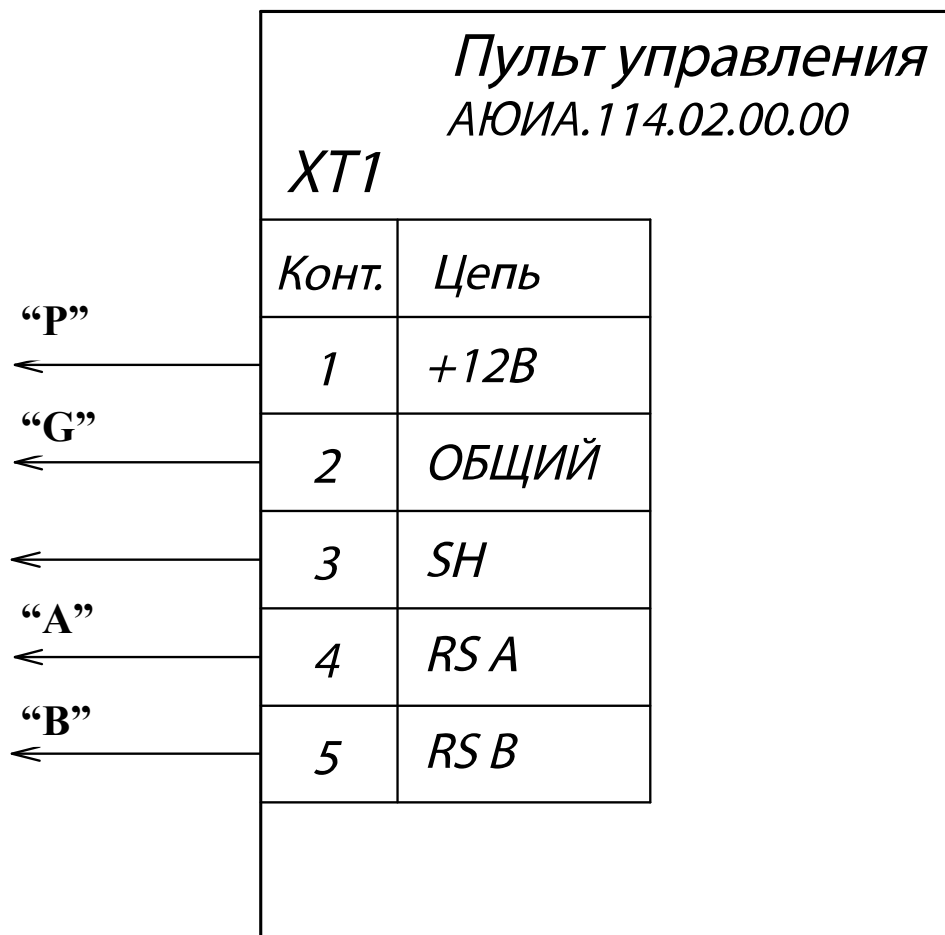 Пульт управления
АЮИА.114.02.00.00
XT1
Конт. Цепь
“P”
1 +12В
“G”
2 ОБЩИЙ
3 SH
“A”
4 RS A
“B”
5 RS B